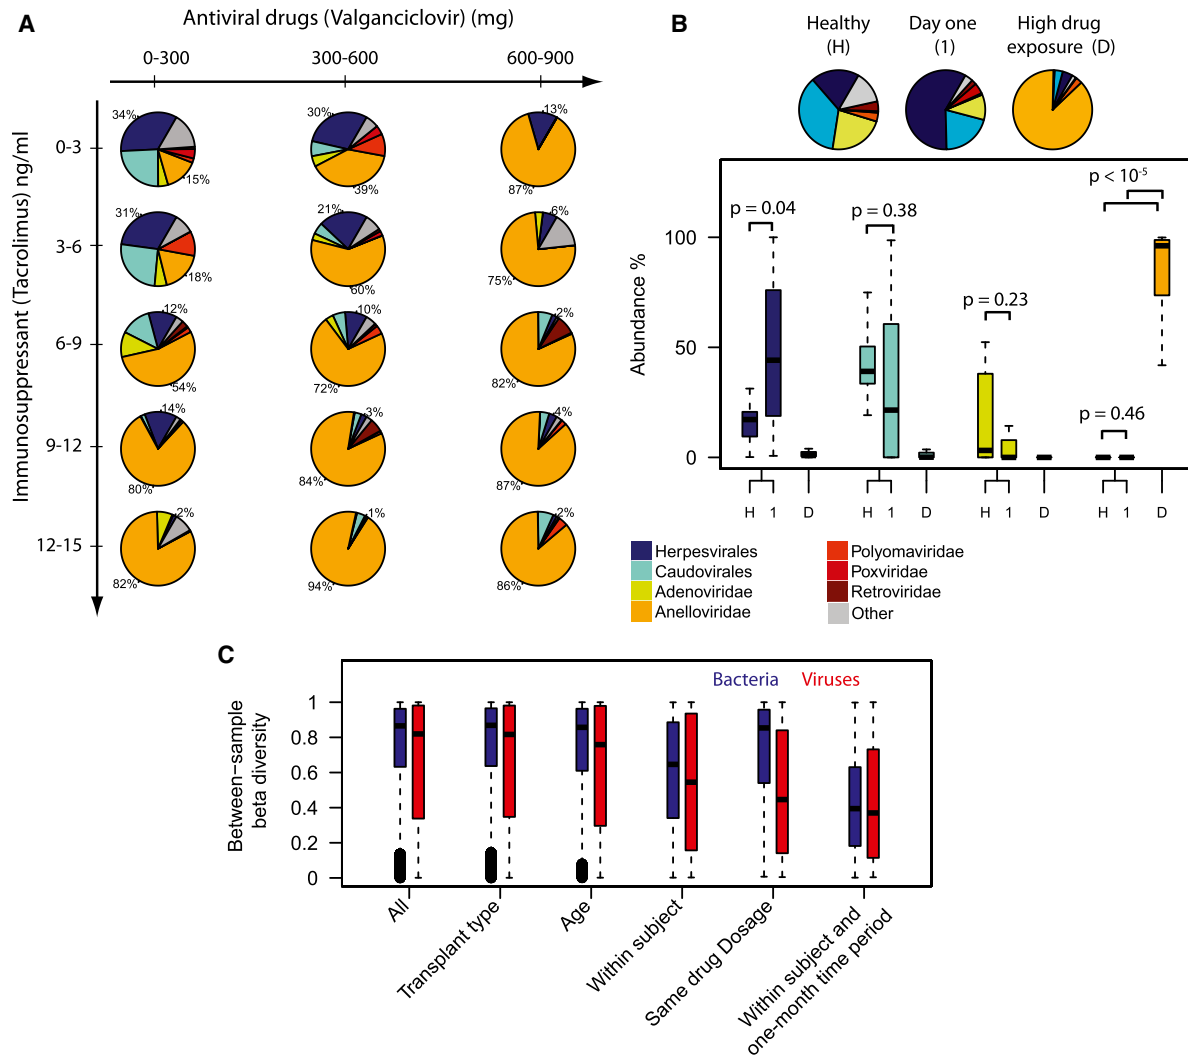 A
Antiviral drugs (Valganciclovir) (mg)
0-300
300-600
600-900
Immunosuppressant (Tacrolimus) ng/ml
0-3
34%
15%
30%
39%
13%
87%
3-6
31%
18%
21%
60%
6%
75%
6-9
12%
54%
10%
72%
2%
82%
9-12
14%
80%
3%
84%
4%
87%
12-15
2%
82%
1%
94%
2%
86%
B
Healthy
(H)
Day one
(1)
High drug
exposure (D)
Abundance %
100
50
0
p = 0.04
p = 0.38
p = 0.23
p = 0.46
p < 10-5
H 1 D
H 1 D
H 1 D
H 1 D
Herpesvirales
Caudovirales
Adenoviridae
Anelloviridae
Polyomaviridae
Poxviridae
Retroviridae
Other
C
Bacteria Viruses
Between−sample
beta diversity
1
0.8
0.6
0.4
0.2
0
All
Transplant type
Age
Within subject
Same drug Dosage
Within subject and
one-month time period